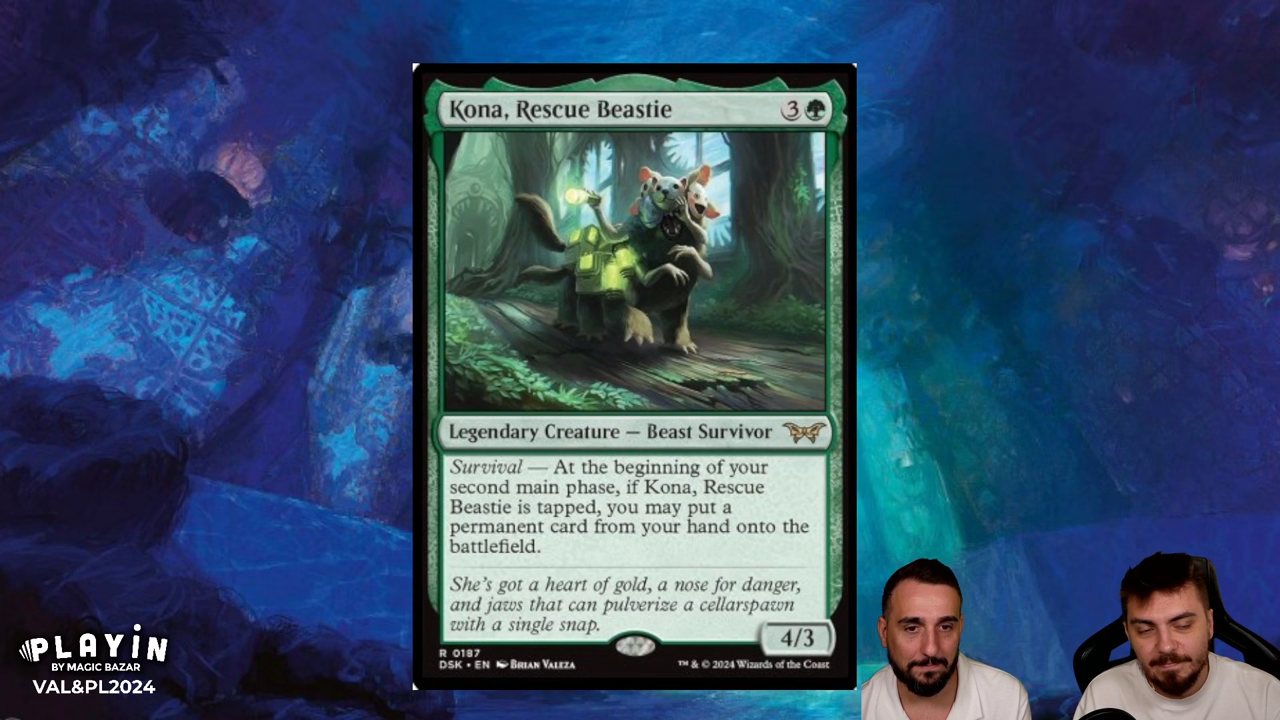 Kona, Rescue Beastie 3
Legendary Creature — Beast Survivor
Survival — At the beginning of your
second main phase, if Kona, Rescue
Beastie is tapped, you may put a
permanent card from your hand onto the
battlefield.
She's got a heart of gold, a nose for danger,
and jaws that can pulverize a cellarspawn
with a single snap.
4/3
R 0187
DSK • EN Brian Valeza
™ & © 2024 Wizards of the Coast
PLAYIN
BY MAGIC BAZAR
VAL&PL2024